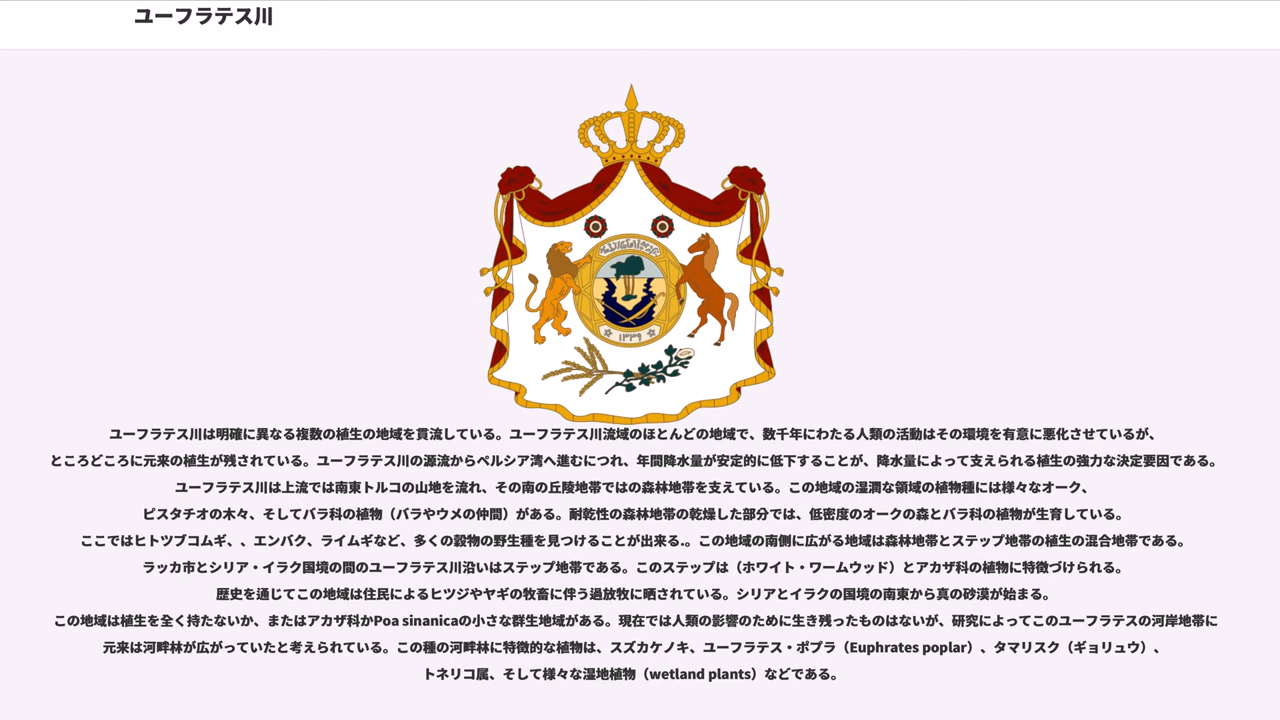 ユーフラテス川
١٣٣٩
ユーフラテス川は明確に異なる複数の植生の地域を貫流している。ユーフラテス川流域のほとんどの地域で、数千年にわたる人類の活動はその環境を有意に悪化させているが、
ところどころに元来の植生が残されている。ユーフラテス川の源流からペルシア湾へ進むにつれ、年間降水量が安定的に低下することが、降水量によって支えられる植生の強力な決定要因である。
ユーフラテス川は上流では南東トルコの山地を流れ、その南の丘陵地帯ではの森林地帯を支えている。この地域の湿潤な領域の植物種には様々なオーク、
ピスタチオの木々、そしてバラ科の植物（バラやウメの仲間）がある。耐乾性の森林地帯の乾燥した部分では、低密度のオークの森とバラ科の植物が生育している。
ここではヒトツブコムギ、、エンバク、ライムギなど、多くの穀物の野生種を見つけることが出来る.。この地域の南側に広がる地域は森林地帯とステップ地帯の植生の混合地帯である。
ラッカ市とシリア・イラク国境の間のユーフラテス川沿いはステップ地帯である。このステップは（ホワイト・ワームウッド）とアカザ科の植物に特徴づけられる。
歴史を通じてこの地域は住民によるヒツジやヤギの牧畜に伴う過放牧に晒されている。シリアとイラクの国境の南東から真の砂漠が始まる。
この地域は植生を全く持たないか、またはアカザ科かPoa sinanicaの小さな群生地域がある。現在では人類の影響のために生き残ったものはないが、研究によってこのユーフラテスの河岸地帯に
元来は河畔林が広がっていたと考えられている。この種の河畔林に特徴的な植物は、スズカケノキ、ユーフラテス・ポプラ（Euphrates poplar）、タマリスク（ギョリュウ）、
トネリコ属、そして様々な湿地植物（wetland plants）などである。